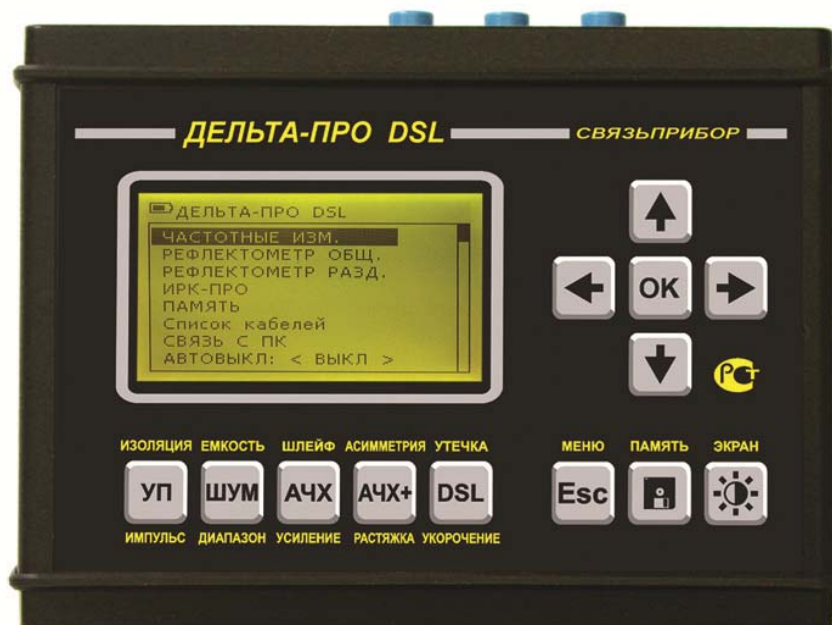 ДЕЛЬТА-ПРО DSL
СВЯЗЬПРИБОР
ДЕЛЬТА-ПРО DSL
ЧАСТОТНЫЕ ИЗМ.
РЕФЛЕКТОМЕТР ОБЩ.
РЕФЛЕКТОМЕТР РАЗД.
ИРК-ПРО
ПАМЯТЬ
Список кабелей
СВЯЗЬ С ПК
АВТОВЫКЛ: < ВЫКЛ >
OK
РСТ
ИЗОЛЯЦИЯ ЕМКОСТЬ ШЛЕЙФ АСИММЕТРИЯ УТЕЧКА
МЕНЮ ПАМЯТЬ ЭКРАН
УП ШУМ АЧХ АЧХ+ DSL
Esc
ИМПУЛЬС ДИАПАЗОН УСИЛЕНИЕ РАСТЯЖКА УКОРОЧЕНИЕ